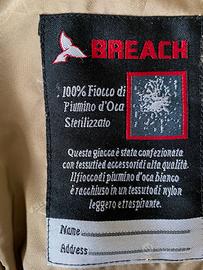 BREACH
100% Fiocco di
Piumino d'Oca
Sterilizzato
Questa giacca è stata confezionata
con tessuti ed accessori di alta qualità.
Il fiocco di piumino d'oca bianco
è racchiuso in un tessuto di nylon
leggero e traspirante.
Name
Address